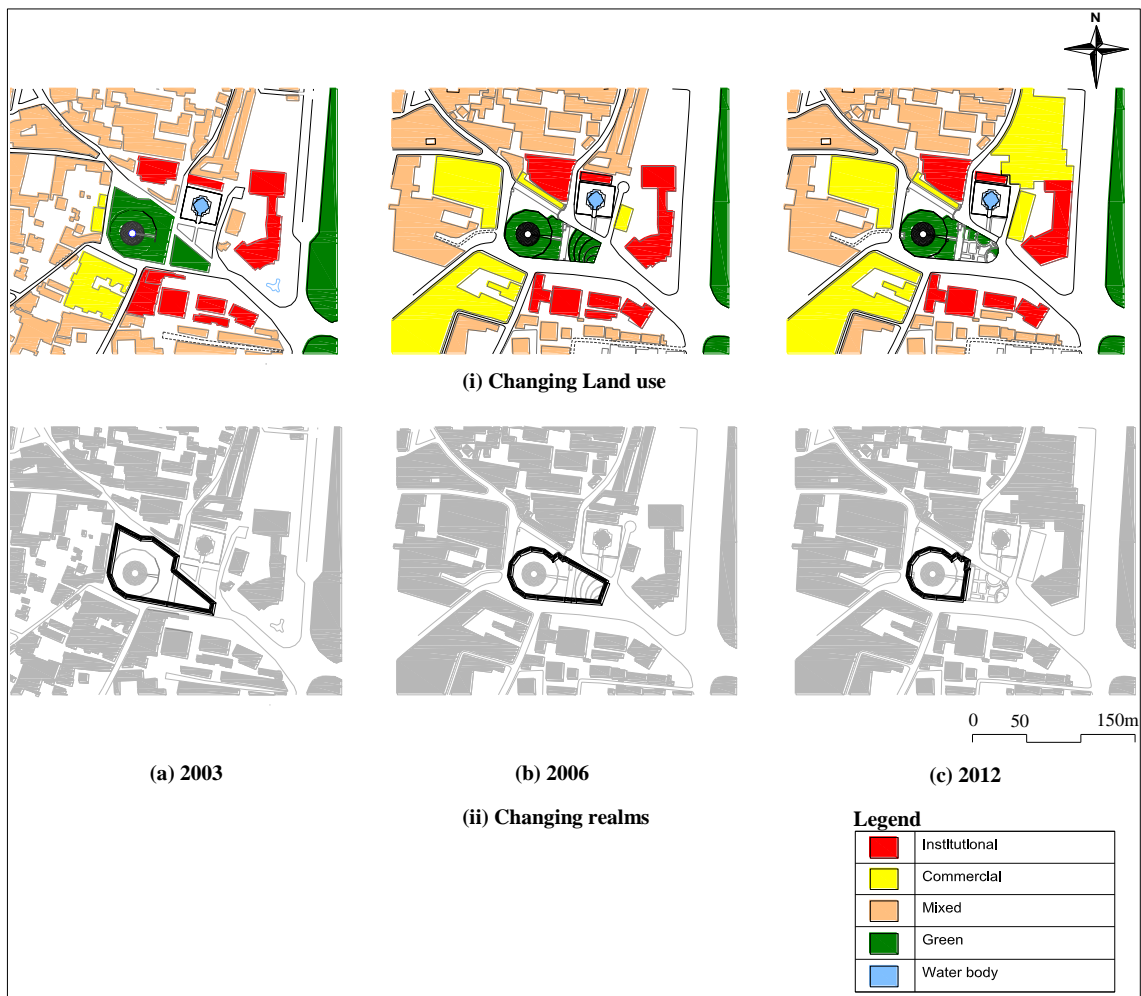 N
(i) Changing Land use
0 50 150m
(a) 2003 (b) 2006 (c) 2012
(ii) Changing realms
Legend
Institutional
Commercial
Mixed
Green
Water body